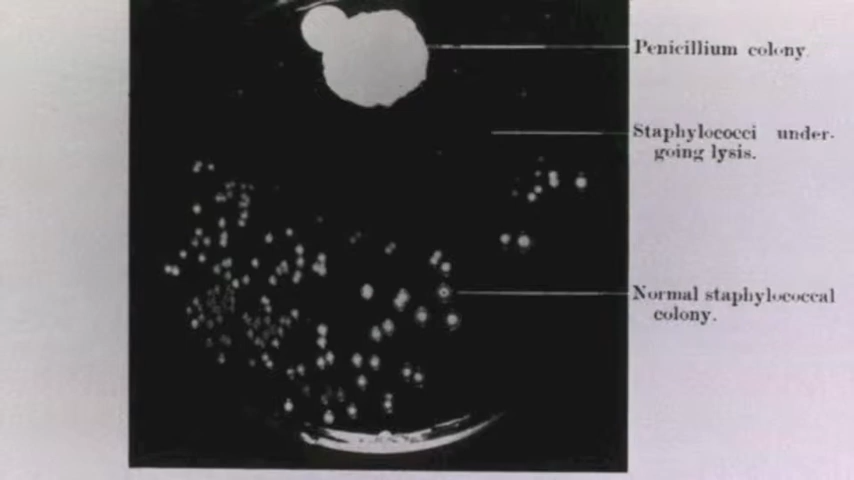 Penicillium colony.
Staphylococci under-
going lysis.
Normal staphylococcal
colony.